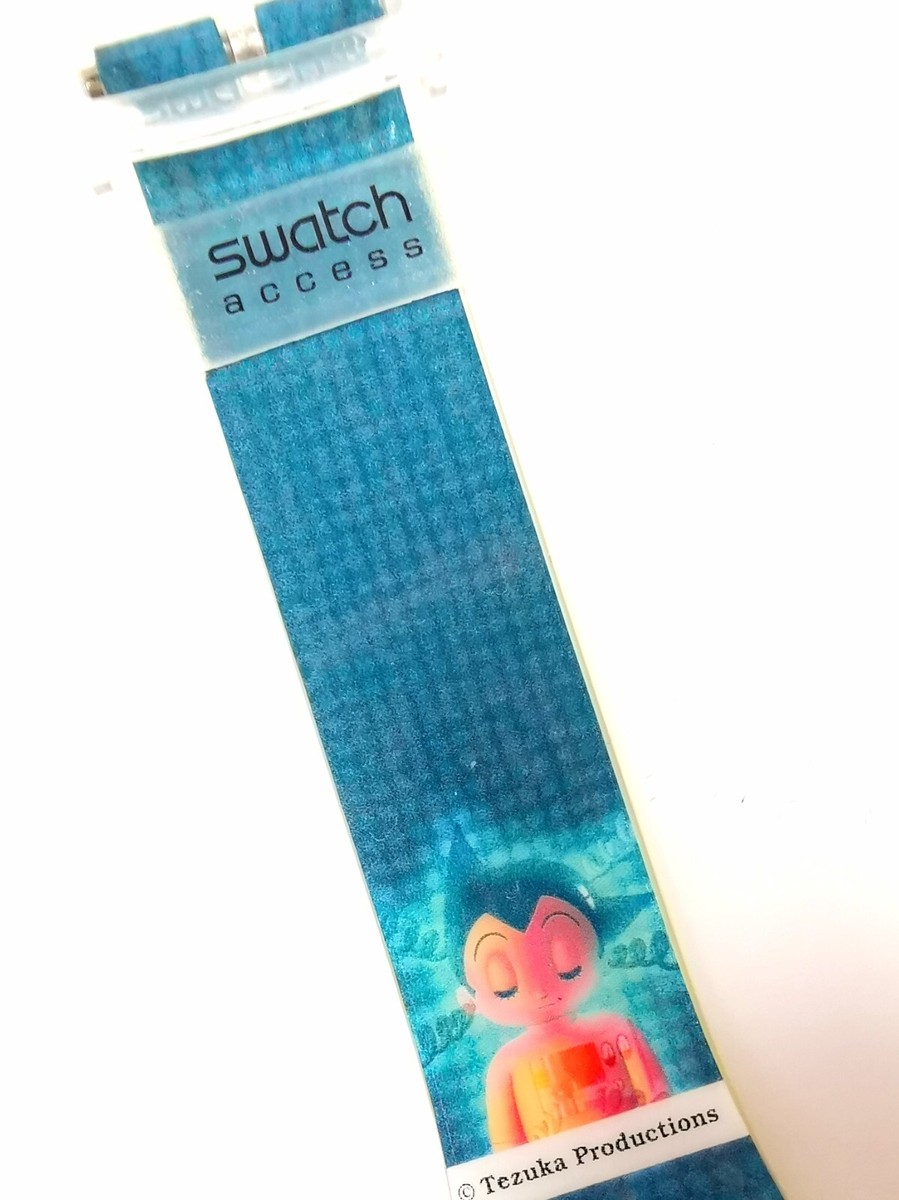 swatch
access
© Tezuka Productions